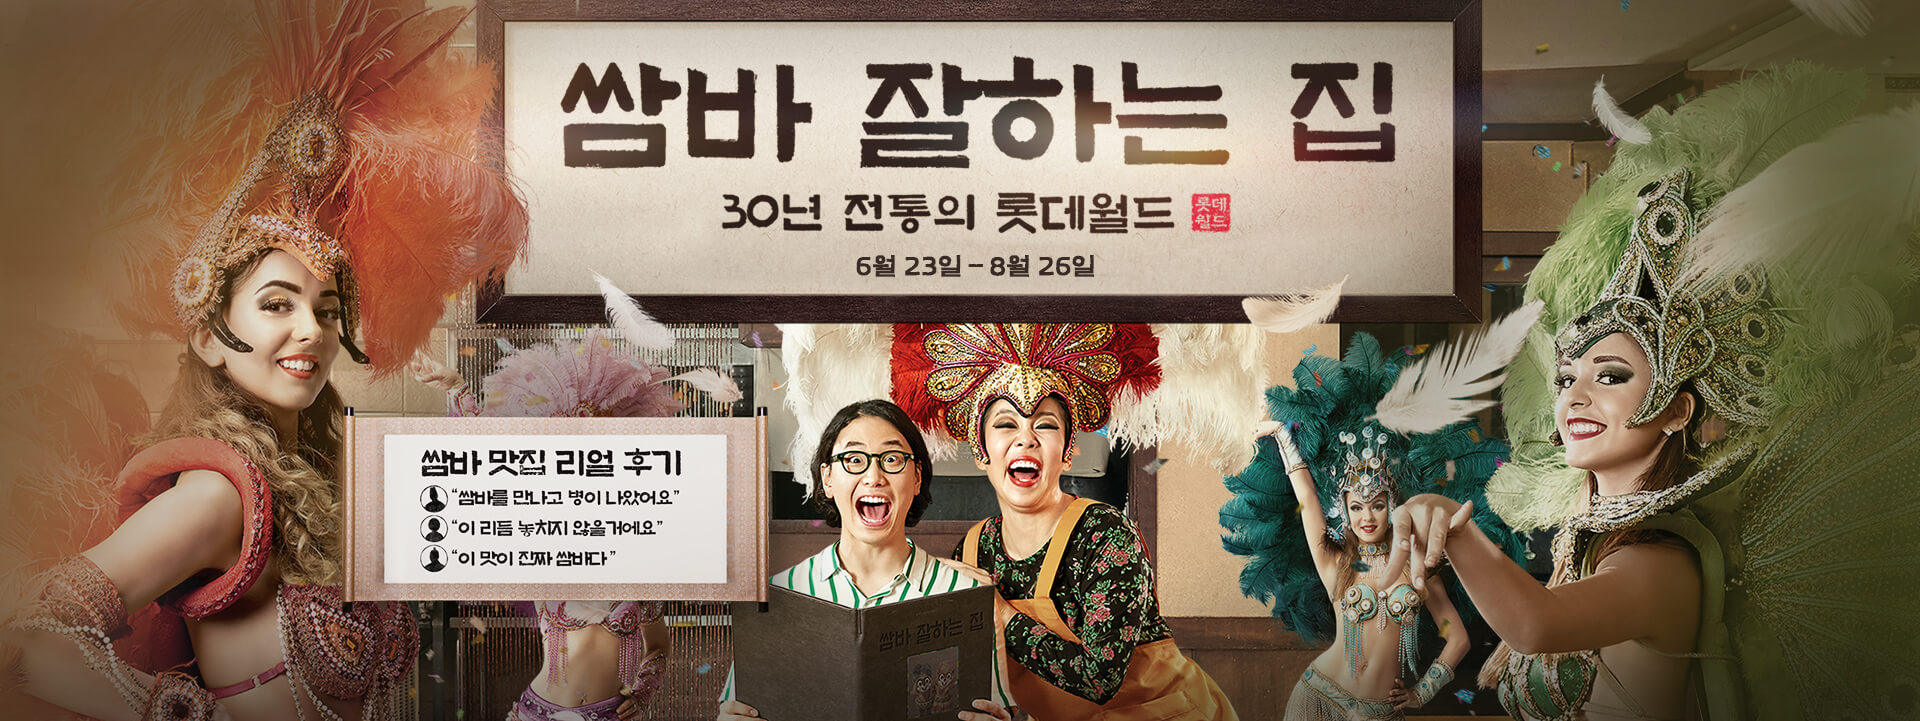 쌈바 잘하는 집
30년 전통의 롯데월드
롯데
월드
6월 23일 – 8월 26일
쌈바 맛집 리얼 후기
“쌈바를 만나고 병이 나았어요”
“이 리듬 놓치지 않을거에요”
“이 맛이 진짜 쌈바다”
쌈바 잘하는 집